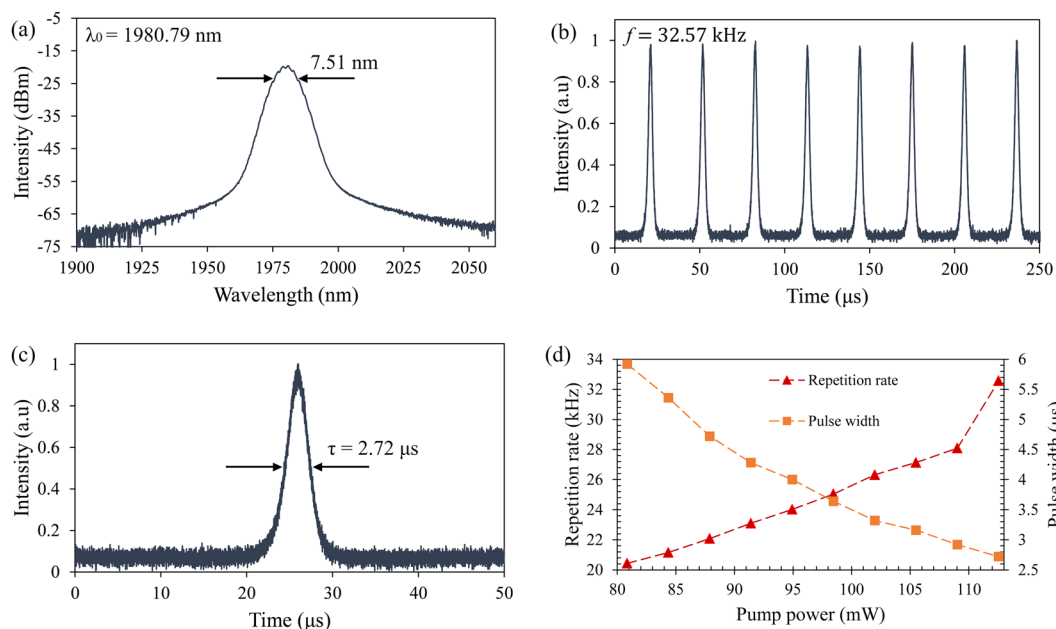 (a)
λ0 = 1980.79 nm
7.51 nm
Intensity (dBm)
-5
-15
-25
-35
-45
-55
-65
-75
1900 1925 1950 1975 2000 2025 2050
Wavelength (nm)
(b)
f = 32.57 kHz
Intensity (a.u)
1
0.8
0.6
0.4
0.2
0
0 50 100 150 200 250
Time (μs)
(c)
τ = 2.72 μs
Intensity (a.u)
1
0.8
0.6
0.4
0.2
0
0 10 20 30 40 50
Time (μs)
(d)
Repetition rate
Pulse width
Repetition rate (kHz)
34
32
30
28
26
24
22
20
6
5.5
5
4.5
4
3.5
3
2.5
Pulse width (μs)
80 85 90 95 100 105 110
Pump power (mW)